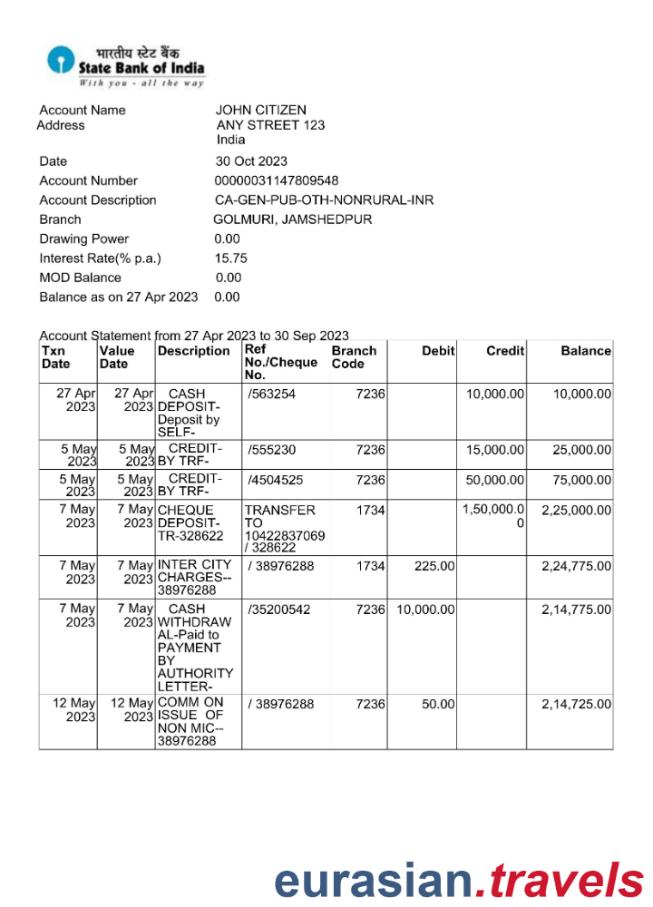 भारतीय स्टेट बैंक
State Bank of India
With you - all the way
Account Name JOHN CITIZEN
Address ANY STREET 123
India
Date 30 Oct 2023
Account Number 00000031147809548
Account Description CA-GEN-PUB-OTH-NONRURAL-INR
Branch GOLMURI, JAMSHEDPUR
Drawing Power 0.00
Interest Rate(% p.a.) 15.75
MOD Balance 0.00
Balance as on 27 Apr 2023 0.00
Account Statement from 27 Apr 2023 to 30 Sep 2023
Txn Value Description Ref Branch Debit Credit Balance
Date Date No./Cheque Code
No.
27 Apr 27 Apr CASH /563254 7236 10,000.00 10,000.00
2023 2023 DEPOSIT-
Deposit by
SELF-
5 May 5 May CREDIT- /555230 7236 15,000.00 25,000.00
2023 2023 BY TRF-
5 May 5 May CREDIT- /4504525 7236 50,000.00 75,000.00
2023 2023 BY TRF-
7 May 7 May CHEQUE TRANSFER 1734 1,50,000.0 2,25,000.00
2023 2023 DEPOSIT- TO 0
TR-328622 10422837069
/ 328622
7 May 7 May INTER CITY / 38976288 1734 225.00 2,24,775.00
2023 2023 CHARGES--
38976288
7 May 7 May CASH /35200542 7236 10,000.00 2,14,775.00
2023 2023 WITHDRAW
AL-Paid to
PAYMENT
BY
AUTHORITY
LETTER-
12 May 12 May COMM ON / 38976288 7236 50.00 2,14,725.00
2023 2023 ISSUE OF
NON MIC--
38976288
eurasian.travels